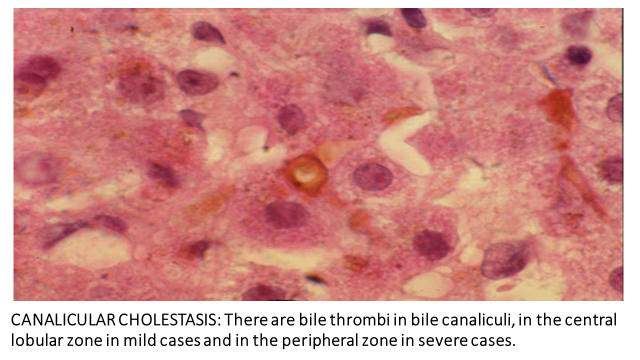 CANALICULAR CHOLESTASIS: There are bile thrombi in bile canaliculi, in the central
lobular zone in mild cases and in the peripheral zone in severe cases.